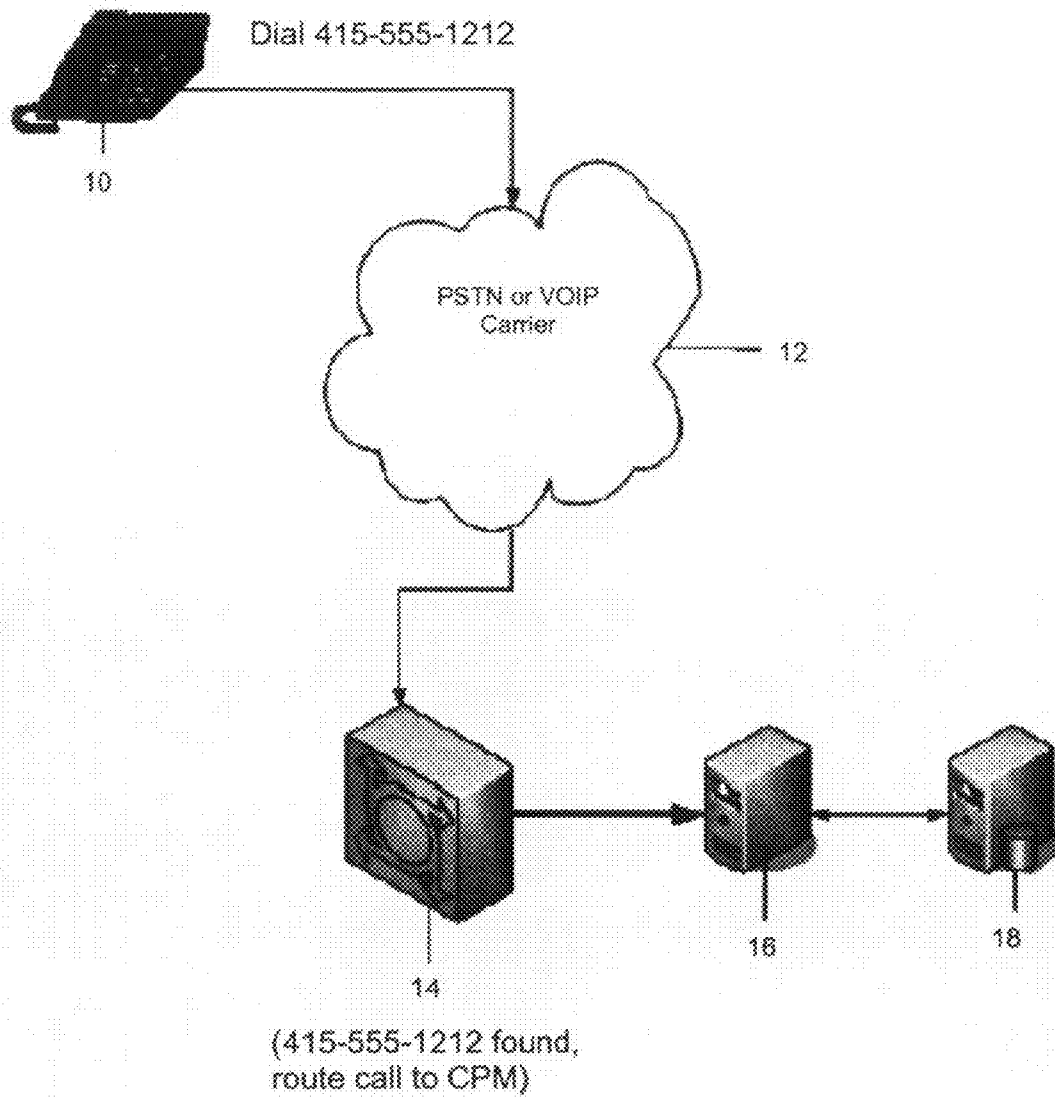 Dial 415-555-1212
10
PSTN or VOIP
Carrier
12
16
18
14
(415-555-1212 found,
route call to CPM)